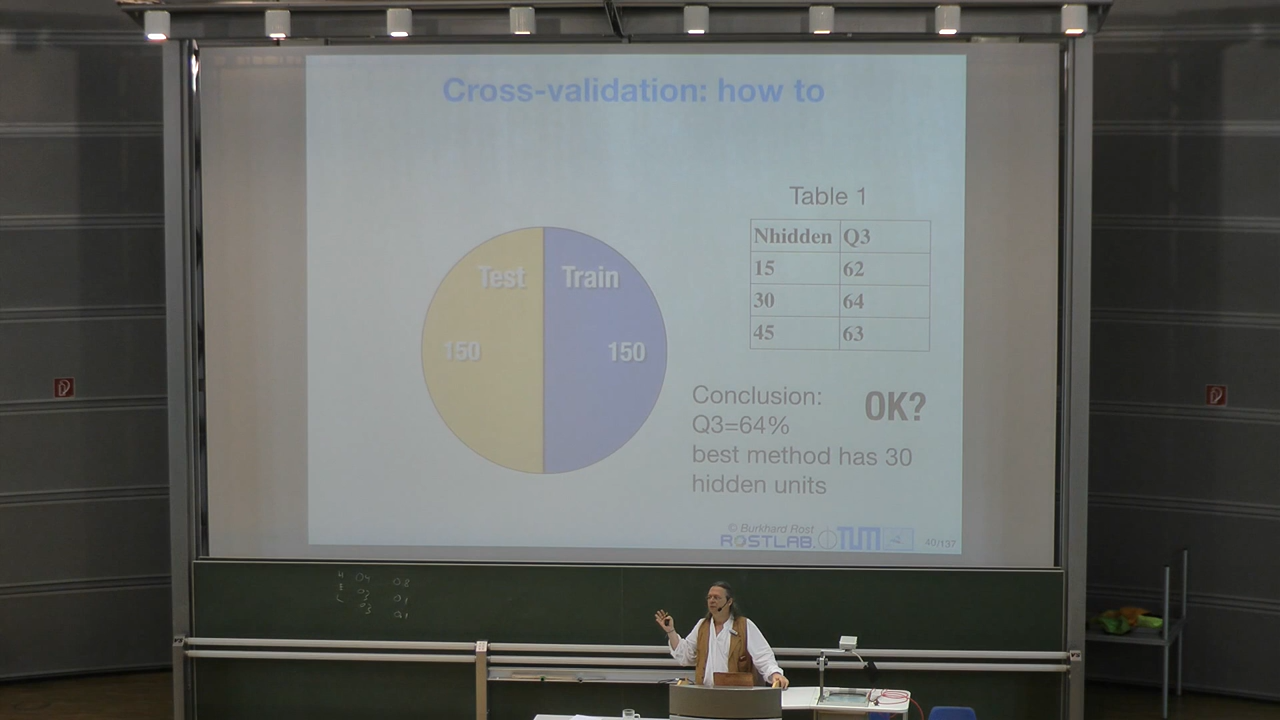 Cross-validation: how to
Table 1
Nhidden Q3
15 62
30 64
45 63
Test Train
150 150
Conclusion:
Q3=64%
best method has 30
hidden units
OK?
© Burkhard Rost
ROSTLAB. TUM
40/137